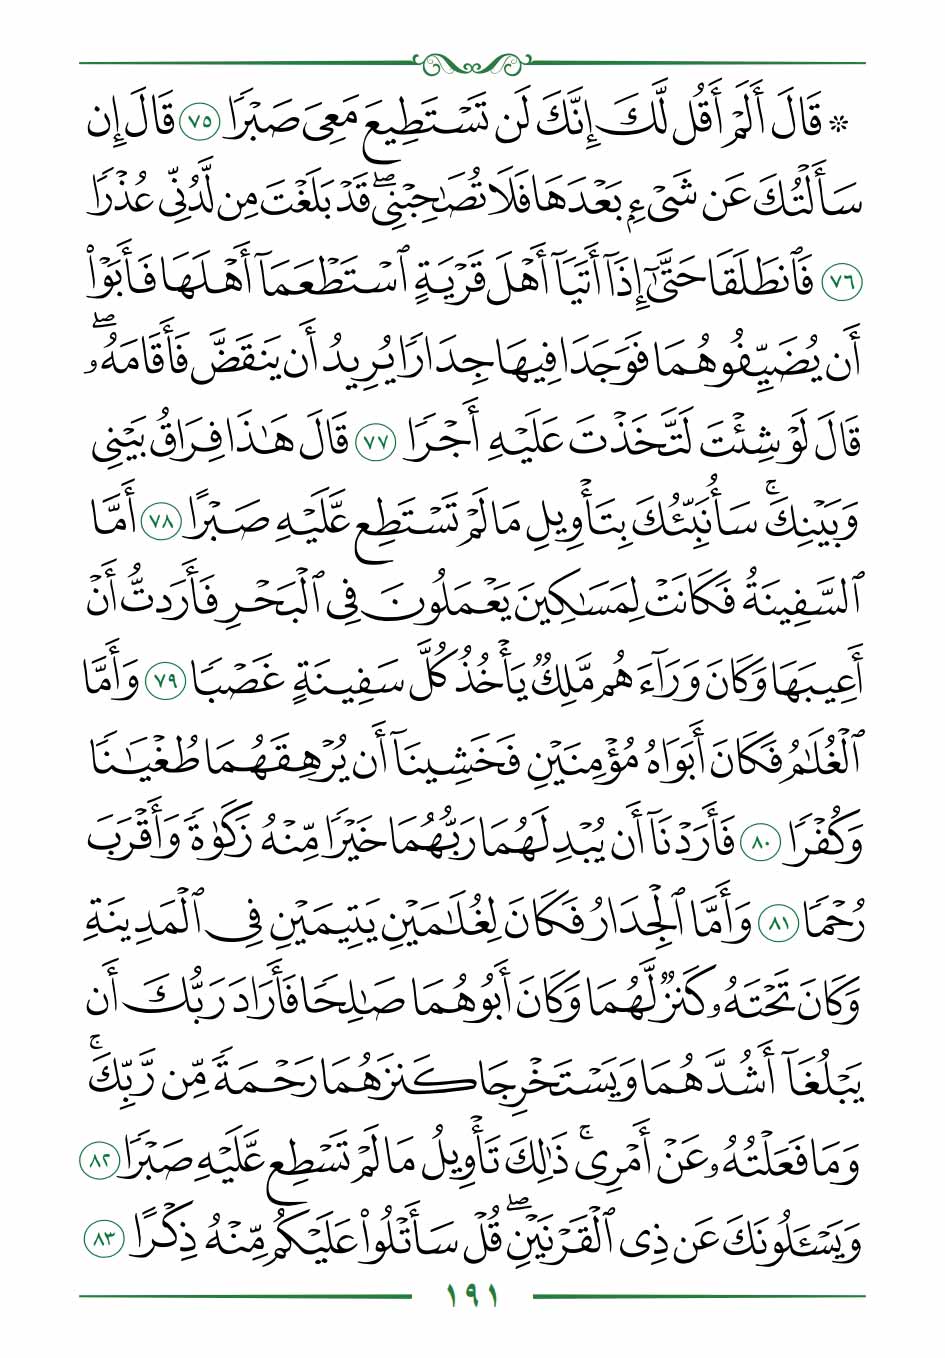 ۞ قَالَ أَلَمْ أَقُل لَّكَ إِنَّكَ لَن تَسْتَطِيعَ مَعِيَ صَبْرًا ٧٥ قَالَ إِن
سَأَلْتُكَ عَن شَيْءٍۭ بَعْدَهَا فَلَا تُصَٰحِبْنِيۖ قَدْ بَلَغْتَ مِن لَّدُنِّي عُذْرًا
٧٦ فَٱنطَلَقَا حَتَّىٰٓ إِذَآ أَتَيَآ أَهْلَ قَرْيَةٍ ٱسْتَطْعَمَآ أَهْلَهَا فَأَبَوْا۟
أَن يُضَيِّفُوهُمَا فَوَجَدَا فِيهَا جِدَارًا يُرِيدُ أَن يَنقَضَّ فَأَقَامَهُۥۖ
قَالَ لَوْ شِئْتَ لَتَّخَذْتَ عَلَيْهِ أَجْرًا ٧٧ قَالَ هَٰذَا فِرَاقُ بَيْنِي
وَبَيْنِكَۚ سَأُنَبِّئُكَ بِتَأْوِيلِ مَا لَمْ تَسْتَطِع عَّلَيْهِ صَبْرًا ٧٨ أَمَّا
ٱلسَّفِينَةُ فَكَانَتْ لِمَسَٰكِينَ يَعْمَلُونَ فِي ٱلْبَحْرِ فَأَرَدتُّ أَنْ
أَعِيبَهَا وَكَانَ وَرَآءَهُم مَّلِكٌ يَأْخُذُ كُلَّ سَفِينَةٍ غَصْبًا ٧٩ وَأَمَّا
ٱلْغُلَٰمُ فَكَانَ أَبَوَاهُ مُؤْمِنَيْنِ فَخَشِينَآ أَن يُرْهِقَهُمَا طُغْيَٰنًا
وَكُفْرًا ٨٠ فَأَرَدْنَآ أَن يُبْدِلَهُمَا رَبُّهُمَا خَيْرًا مِّنْهُ زَكَوٰةً وَأَقْرَبَ
رُحْمًا ٨١ وَأَمَّا ٱلْجِدَارُ فَكَانَ لِغُلَٰمَيْنِ يَتِيمَيْنِ فِي ٱلْمَدِينَةِ
وَكَانَ تَحْتَهُۥ كَنزٌ لَّهُمَا وَكَانَ أَبُوهُمَا صَٰلِحًا فَأَرَادَ رَبُّكَ أَن
يَبْلُغَآ أَشُدَّهُمَا وَيَسْتَخْرِجَا كَنزَهُمَا رَحْمَةً مِّن رَّبِّكَۚ
وَمَا فَعَلْتُهُۥ عَنْ أَمْرِيۚ ذَٰلِكَ تَأْوِيلُ مَا لَمْ تَسْطِع عَّلَيْهِ صَبْرًا ٨٢
وَيَسْـَٔلُونَكَ عَن ذِي ٱلْقَرْنَيْنِۖ قُلْ سَأَتْلُوا۟ عَلَيْكُم مِّنْهُ ذِكْرًا ٨٣
١٩١